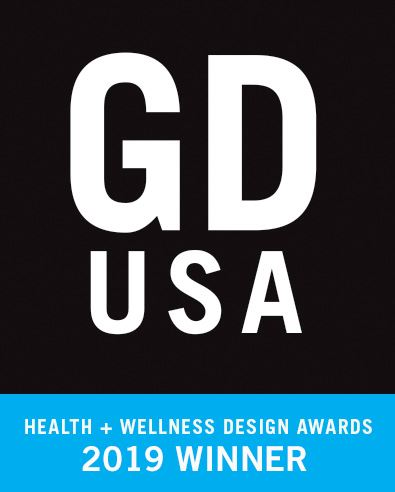 GD
USA
HEALTH + WELLNESS DESIGN AWARDS
2019 WINNER